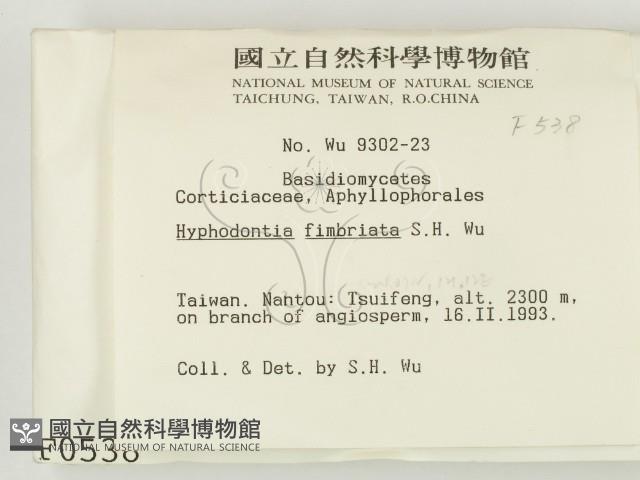 國立自然科學博物館
NATIONAL MUSEUM OF NATURAL SCIENCE
TAICHUNG, TAIWAN, R.O.CHINA
F 538
No. Wu 9302-23
Basidiomycetes
Corticiaceae, Aphyllophorales
Hyphodontia fimbriata S.H. Wu
Taiwan. Nantou: Tsuifeng, alt. 2300 m,
on branch of angiosperm, 16.II.1993.
Coll. & Det. by S.H. Wu
國立自然科學博物館
NATIONAL MUSEUM OF NATURAL SCIENCE
F0538